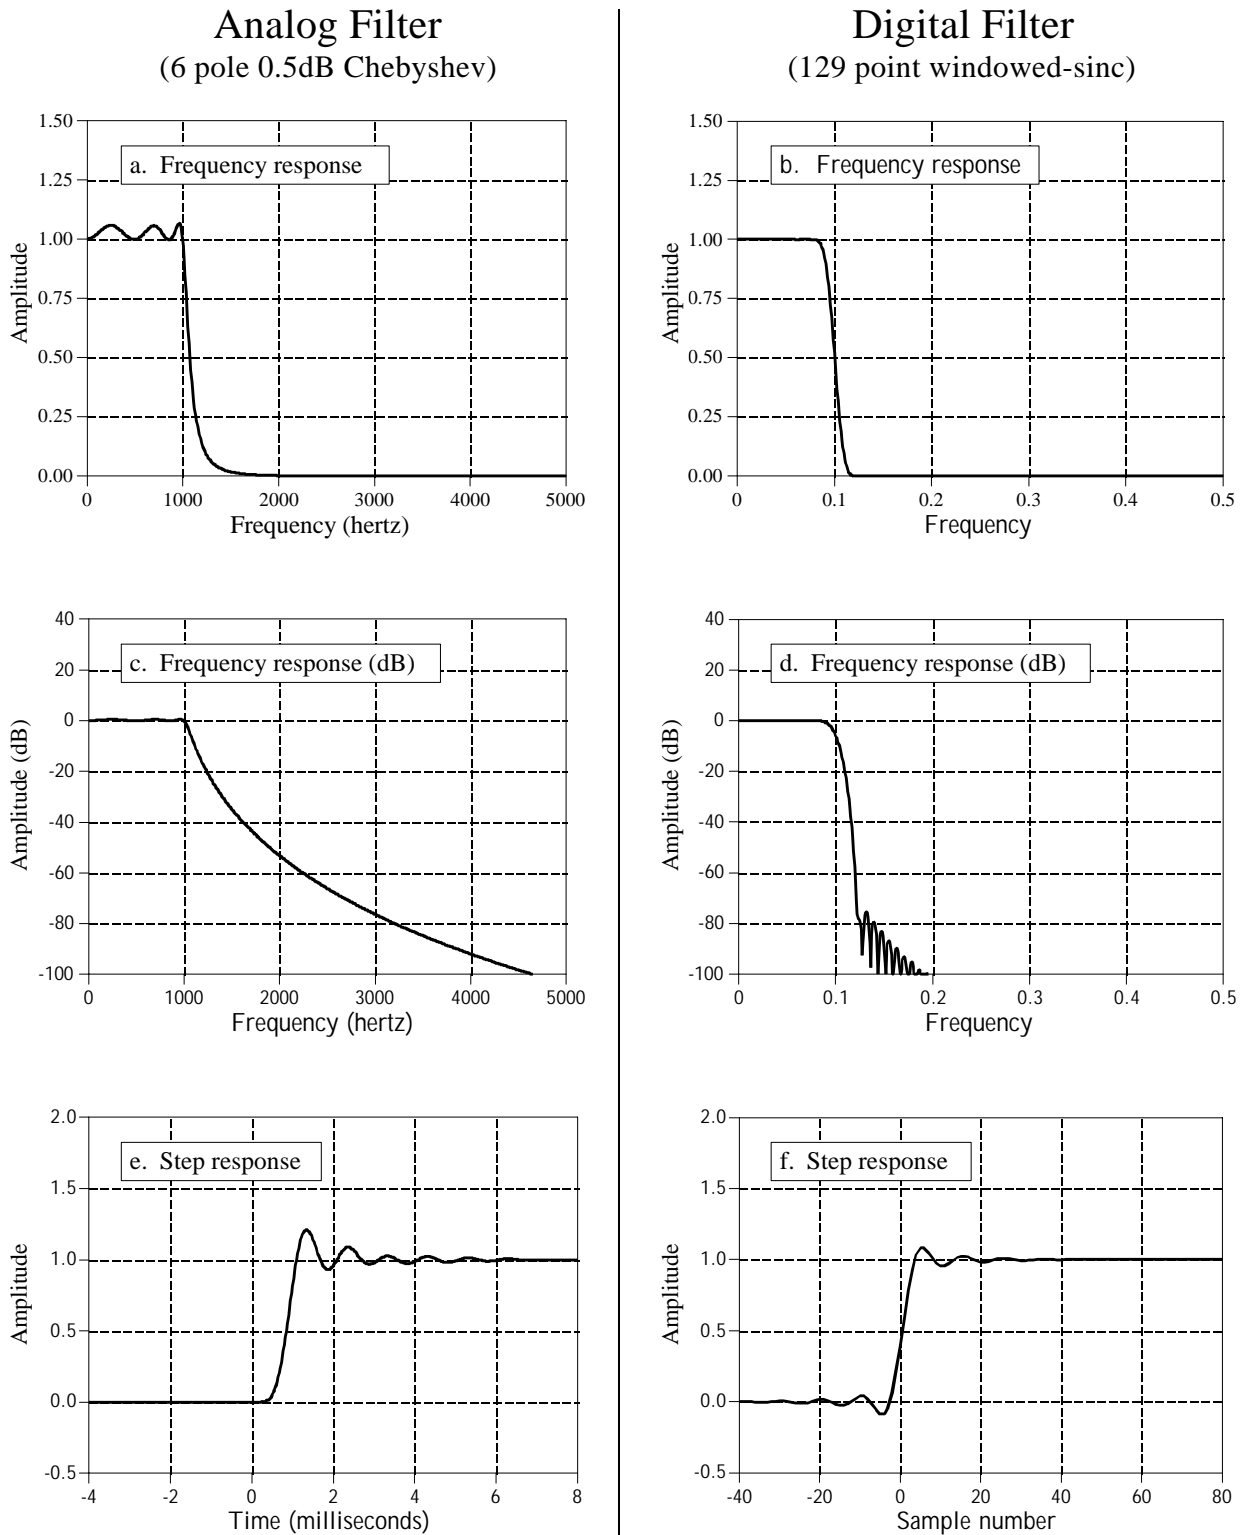 Analog Filter
(6 pole 0.5dB Chebyshev)
Digital Filter
(129 point windowed-sinc)
a. Frequency response
Amplitude
1.50
1.25
1.00
0.75
0.50
0.25
0.00
0 1000 2000 3000 4000 5000
Frequency (hertz)
b. Frequency response
Amplitude
1.50
1.25
1.00
0.75
0.50
0.25
0.00
0 0.1 0.2 0.3 0.4 0.5
Frequency
c. Frequency response (dB)
Amplitude (dB)
40
20
0
-20
-40
-60
-80
-100
0 1000 2000 3000 4000 5000
Frequency (hertz)
d. Frequency response (dB)
Amplitude (dB)
40
20
0
-20
-40
-60
-80
-100
0 0.1 0.2 0.3 0.4 0.5
Frequency
e. Step response
Amplitude
2.0
1.5
1.0
0.5
0.0
-0.5
-4 -2 0 2 4 6 8
Time (milliseconds)
f. Step response
Amplitude
2.0
1.5
1.0
0.5
0.0
-0.5
-40 -20 0 20 40 60 80
Sample number